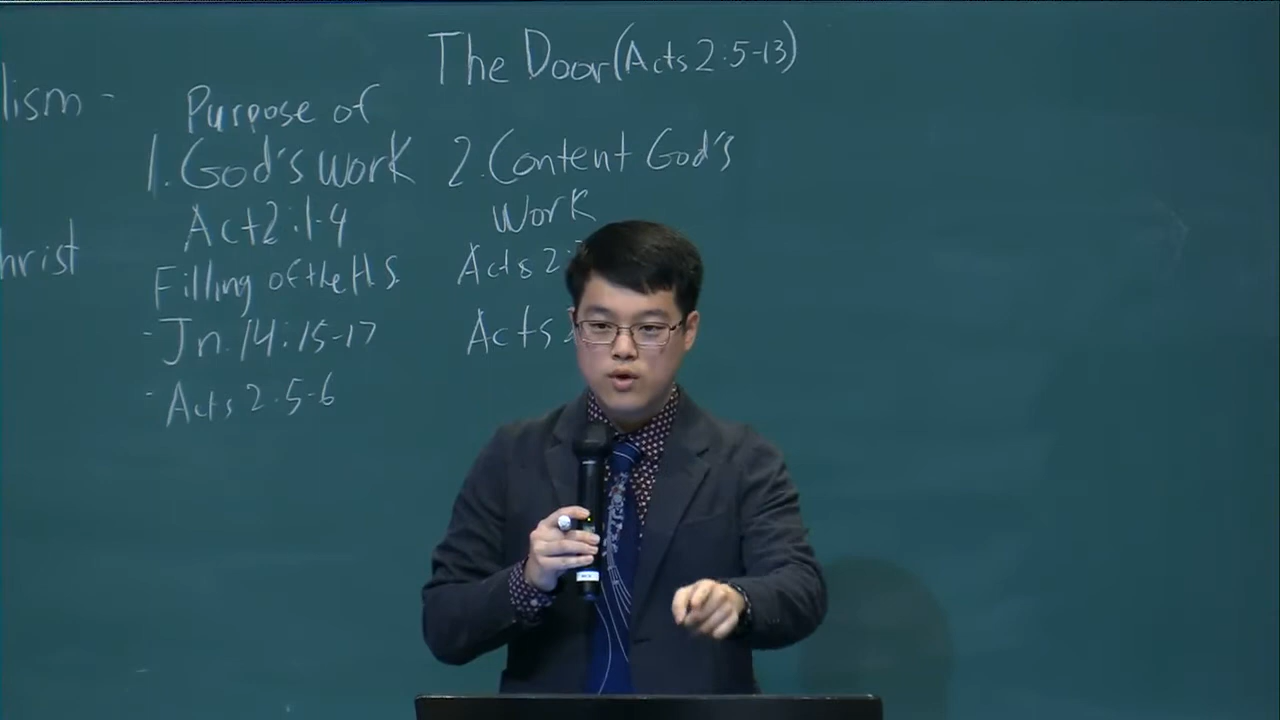 The Door (Acts 2:5-13)
lism -
hrist
Purpose of
1. God's work
Act 2:1-4
Filling of the H.S.
- Jn. 14:15-17
- Acts 2:5-6
2. Content God's
Work
Acts 2:
Acts